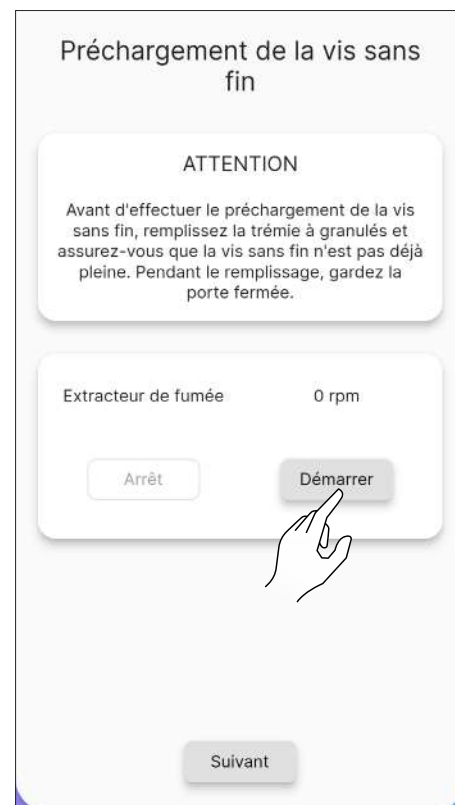 Préchargement de la vis sans
fin
ATTENTION
Avant d'effectuer le préchargement de la vis
sans fin, remplissez la trémie à granulés et
assurez-vous que la vis sans fin n'est pas déjà
pleine. Pendant le remplissage, gardez la
porte fermée.
Extracteur de fumée 0 rpm
Arrêt Démarrer
Suivant